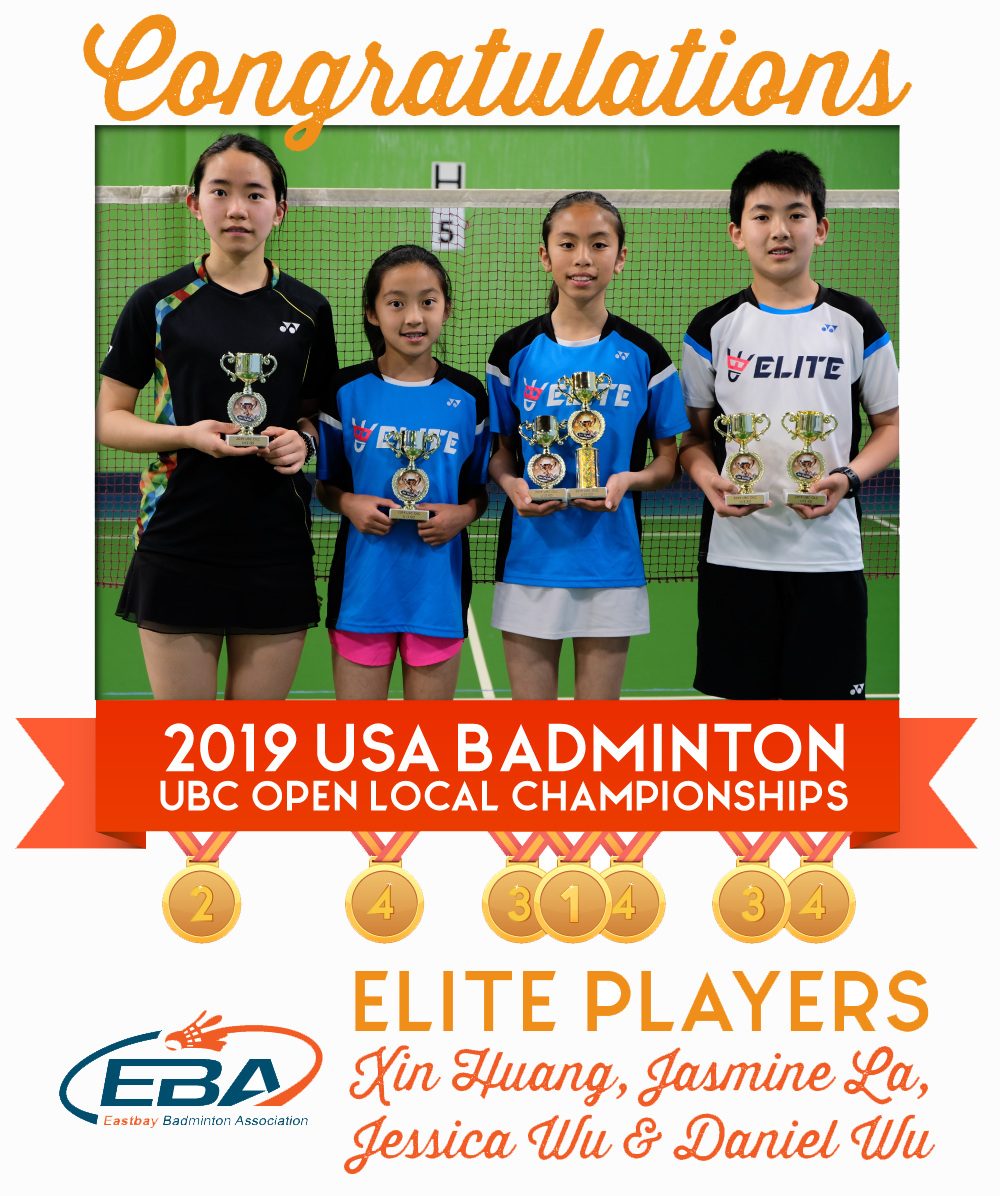 Congratulations
H
5
ELITE
ELITE
ELITE
2019 USA BADMINTON
UBC OPEN LOCAL CHAMPIONSHIPS
2 4 3 1 4 3 4
ELITE PLAYERS
Xin Huang, Jasmine La,
Jessica Wu & Daniel Wu
EBA
Eastbay Badminton Association